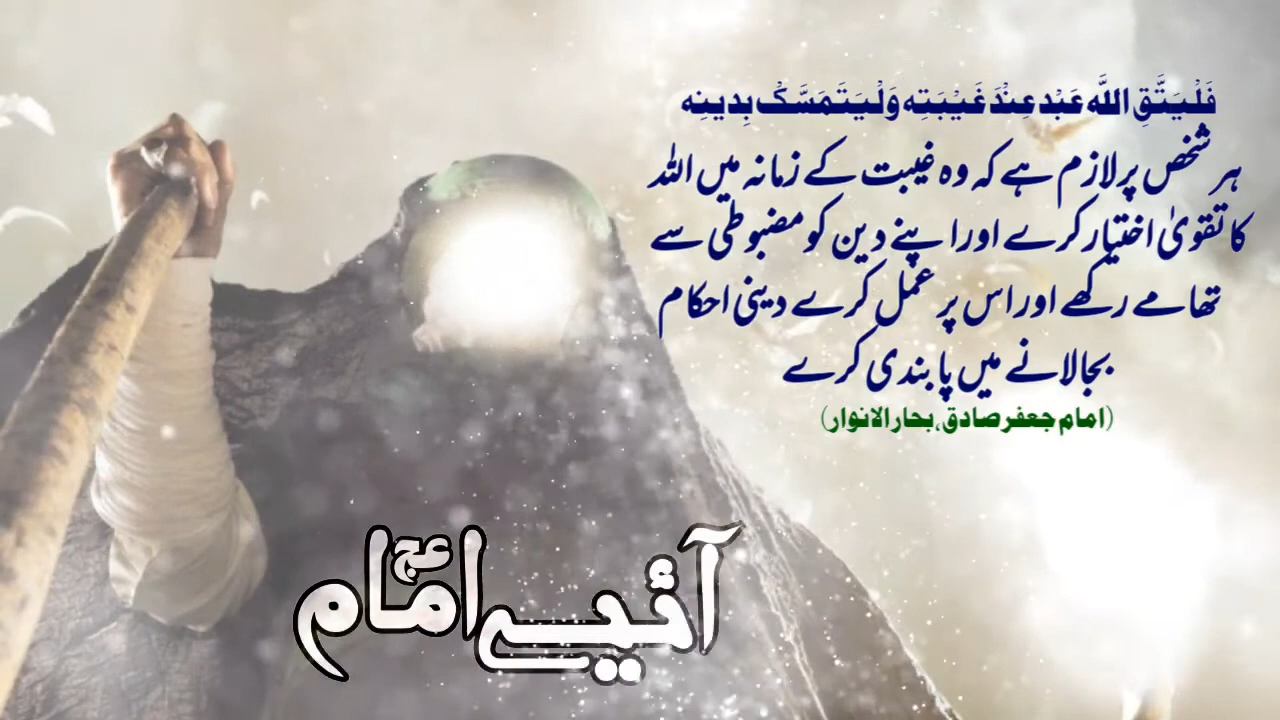 فَلْيَتَّقِ اللَّه عَبْد عِنْدَ غَيْبَتِه وَلْيَتَمَسَّكْ بِدِينِه
ہر شخص پر لازم ہے کہ وہ غیبت کے زمانہ میں اللہ
کا تقویٰ اختیار کرے اور اپنے دین کو مضبوطی سے
تھامے رکھے اور اس پر عمل کرے دینی احکام
بجالانے میں پابندی کرے
(امام جعفر صادق، بحار الانوار)
آئیے امام عج